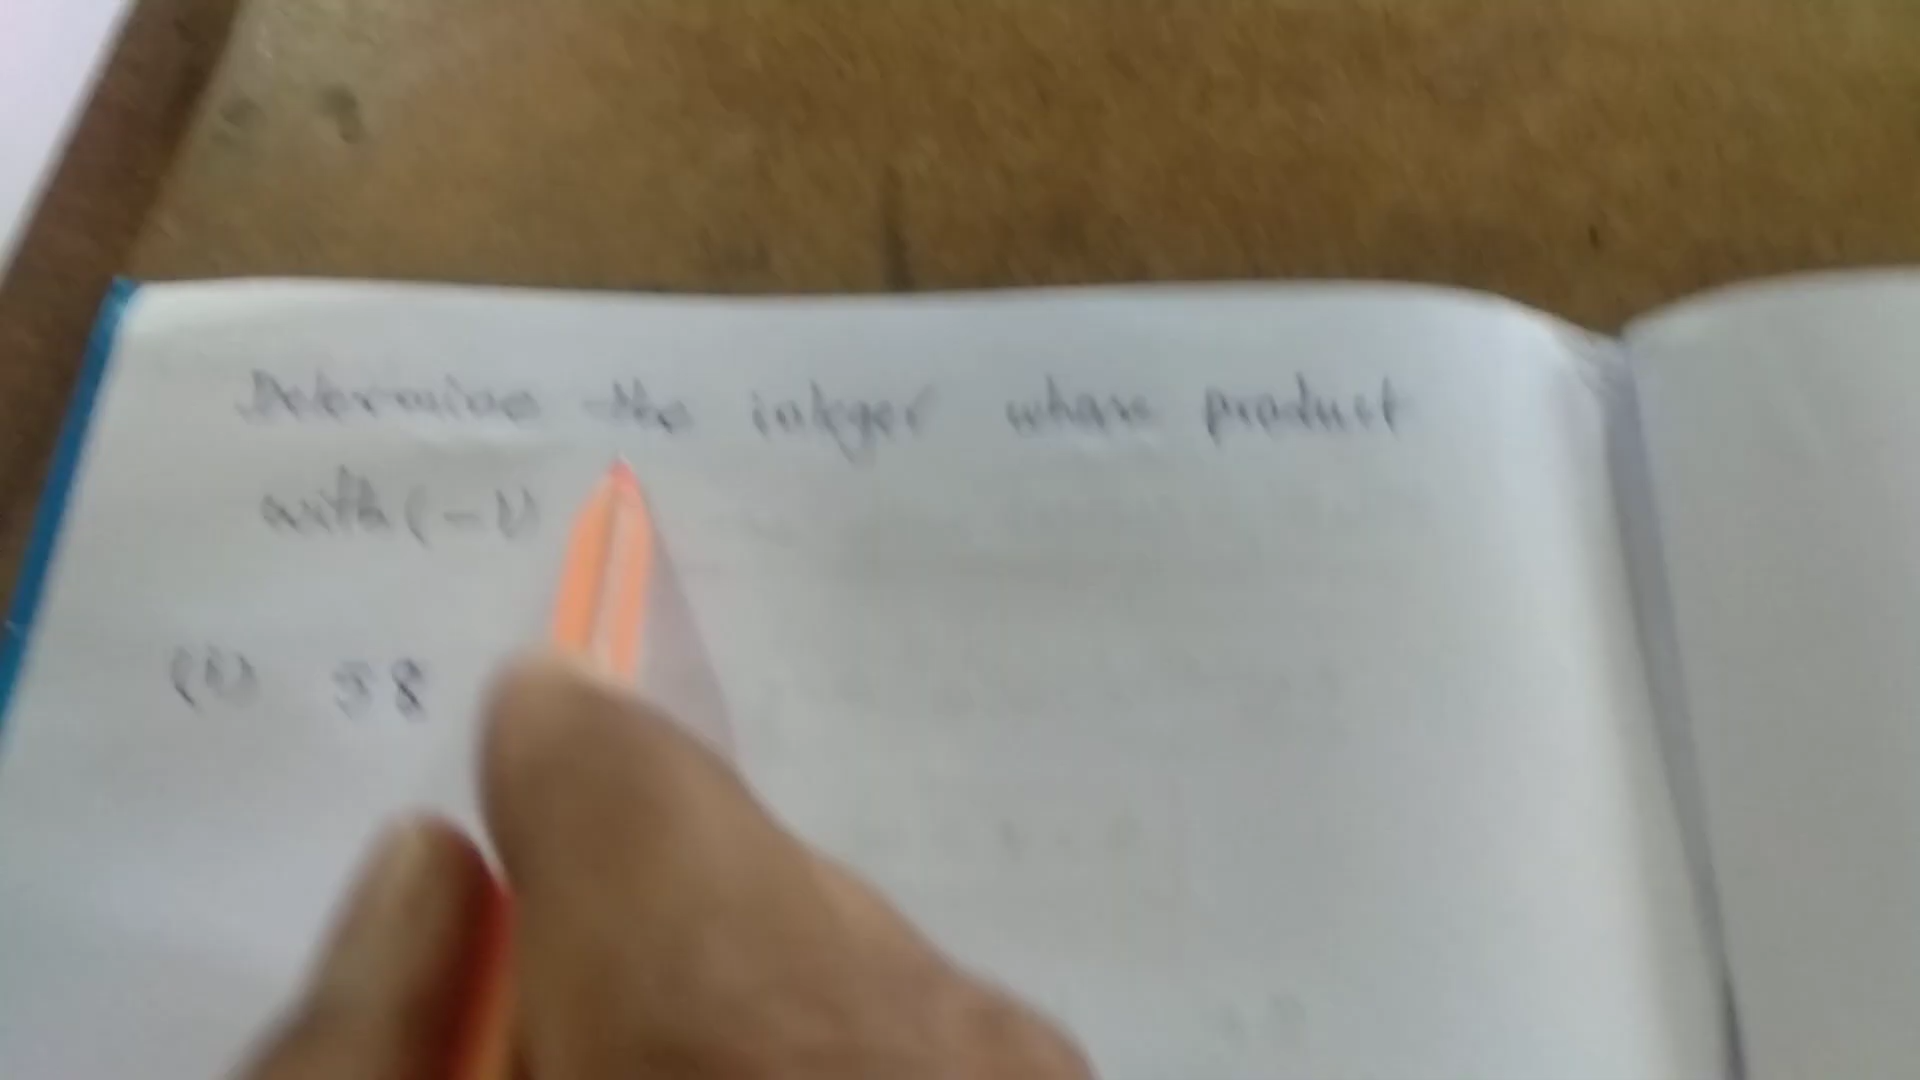 Determine the integer whose product
with (-1)
(i) 58